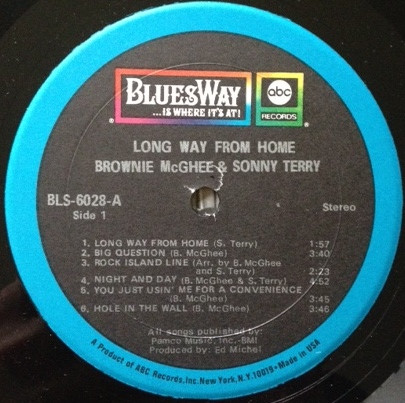 BLUESWAY
...IS WHERE IT'S AT!
abc
RECORDS
LONG WAY FROM HOME
BROWNIE McGHEE & SONNY TERRY
BLS-6028-A
Side 1
Stereo
1. LONG WAY FROM HOME (S. Terry) 1:57
2. BIG QUESTION (B. McGhee) 3:40
3. ROCK ISLAND LINE (Arr. by B. McGhee
and S. Terry) 2:23
4. NIGHT AND DAY (B. McGhee & S. Terry) 4:52
5. YOU JUST USIN' ME FOR A CONVENIENCE
(B. McGhee) 3:45
6. HOLE IN THE WALL (B. McGhee) 3:46
All songs published by:
Pamco Music, Inc.-BMI
Produced by: Ed Michel
A Product of ABC Records, Inc. New York, N.Y. 10019 • Made in USA